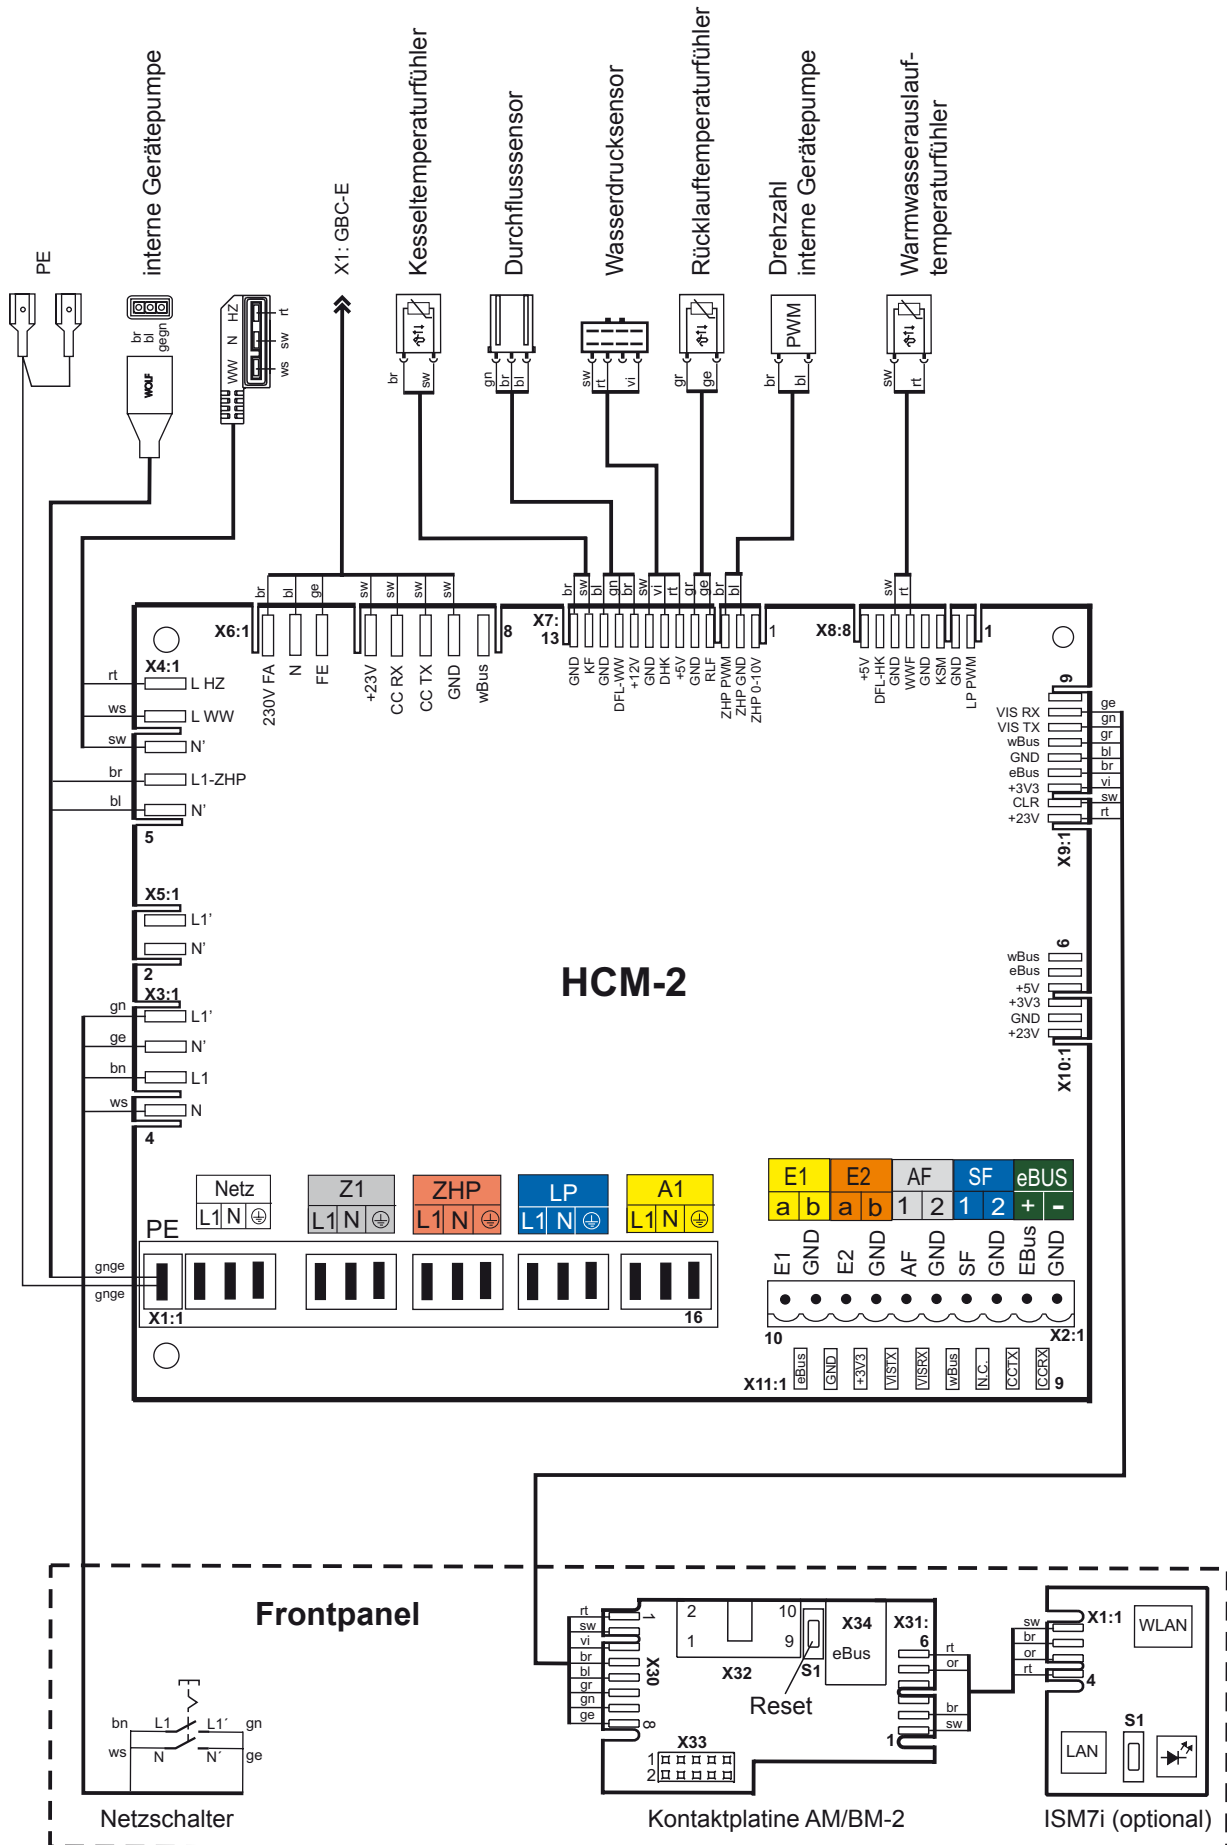 PE
interne Gerätepumpe
X1: GBC-E
Kesseltemperaturfühler
Durchflusssensor
Wasserdrucksensor
Rücklauftemperaturfühler
Drehzahl
interne Gerätepumpe
Warmwasserauslauf-
temperaturfühler
br
bl
gegn
WOLF
WW N HZ
ws sw rt
br sw
gn br bl
sw rt vi
gr ge
PWM
br bl
sw rt
br bl ge sw sw sw sw
br sw bl gn br sw vi rt gr ge br bl
sw rt
X6:1
8
X7:
13
1
X8:8
1
230V FA
N
FE
+23V
CC RX
CC TX
GND
wBus
GND
KF
GND
DFL-WW
+12V
GND
DHK
+5V
GND
RLF
ZHP PWM
ZHP GND
ZHP 0-10V
+5V
DFL-HK
GND
WWF
GND
KSM
GND
LP PWM
X4:1
rt L HZ
ws L WW
sw N'
br L1-ZHP
bl N'
5
X5:1
L1'
N'
2
X3:1
gn L1'
ge N'
bn L1
ws N
4
HCM-2
9
VIS RX ge
VIS TX gn
wBus gr
GND bl
eBus br
+3V3 vi
CLR sw
+23V rt
X9:1
6
wBus
eBus
+5V
+3V3
GND
+23V
X10:1
Netz Z1 ZHP LP A1
L1 N L1 N L1 N L1 N L1 N
PE
gnge
gnge
X1:1
16
E1 E2 AF SF eBUS
a b a b 1 2 1 2 + -
E1
GND
E2
GND
AF
GND
SF
GND
EBus
GND
10
X2:1
X11:1
eBus
GND
+3V3
VISTX
VISRX
wBus
N.C.
CCTX
CCRX
9
Frontpanel
bn L1 L1´ gn
ws N N´ ge
Netzschalter
rt
sw
vi
br
bl
gr
gn
ge
1
X30
8
2 10
1 9
X32
S1
Reset
X34
eBus
X31:
6
rt
or
br
sw
1
X33
1
2
Kontaktplatine AM/BM-2
sw
br
or
rt
X1:1
4
WLAN
LAN
S1
ISM7i (optional)